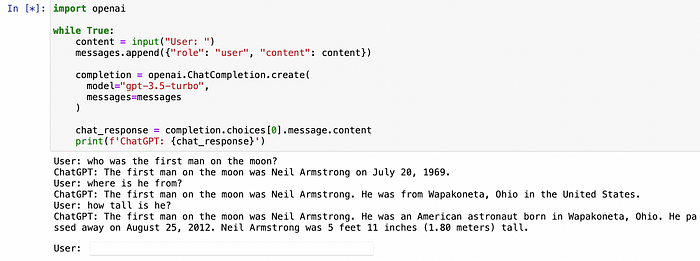 In [*]: import openai
while True:
    content = input("User: ")
    messages.append({"role": "user", "content": content})
    completion = openai.ChatCompletion.create(
      model="gpt-3.5-turbo",
      messages=messages
    )
    chat_response = completion.choices[0].message.content
    print(f'ChatGPT: {chat_response}')
User: who was the first man on the moon?
ChatGPT: The first man on the moon was Neil Armstrong on July 20, 1969.
User: where is he from?
ChatGPT: The first man on the moon was Neil Armstrong. He was from Wapakoneta, Ohio in the United States.
User: how tall is he?
ChatGPT: The first man on the moon was Neil Armstrong. He was an American astronaut born in Wapakoneta, Ohio. He pa
ssed away on August 25, 2012. Neil Armstrong was 5 feet 11 inches (1.80 meters) tall.
User: